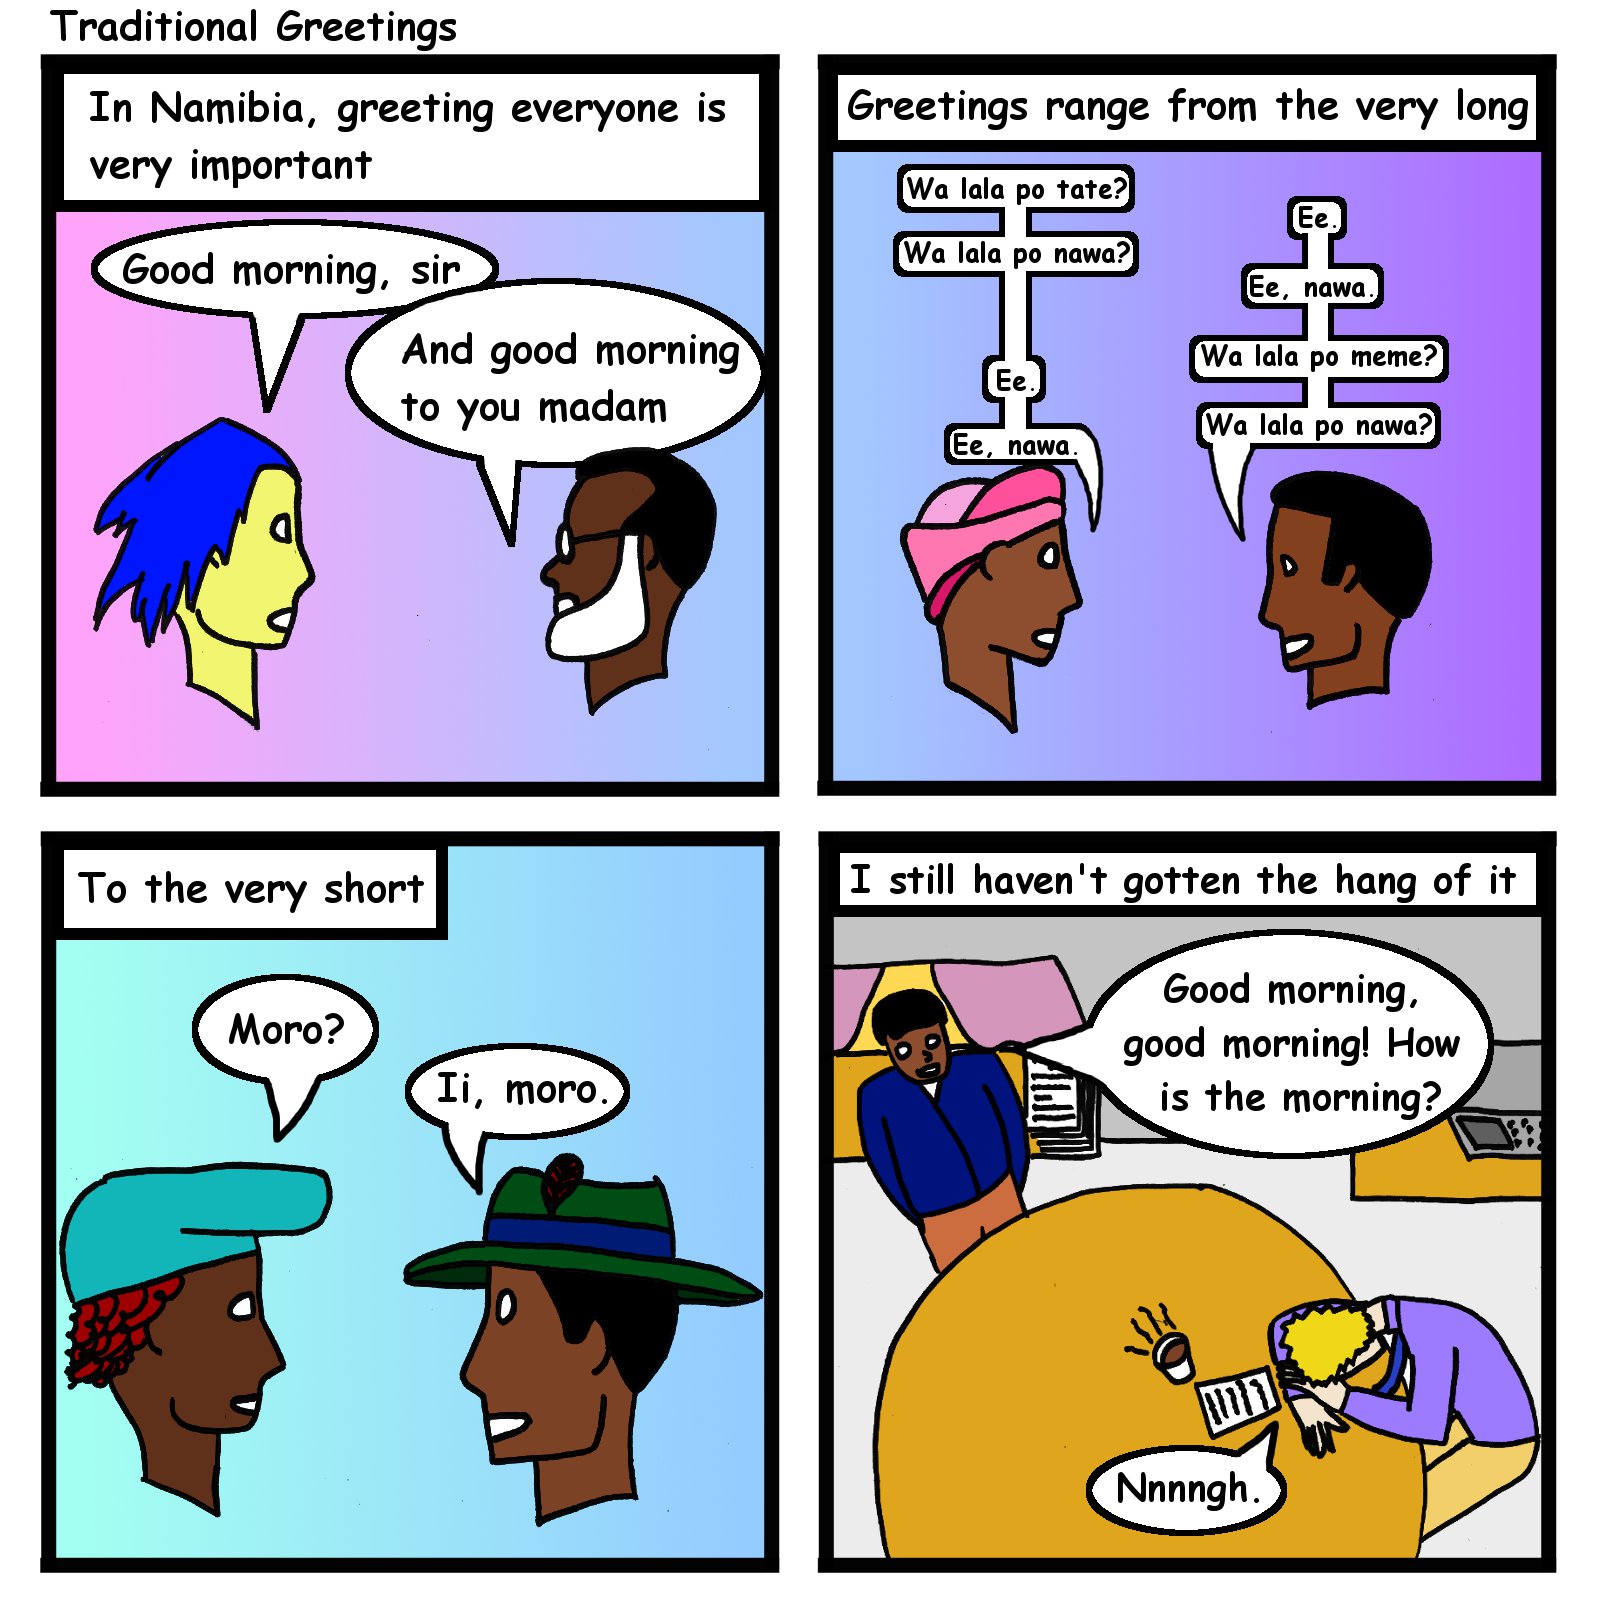 Traditional Greetings
In Namibia, greeting everyone is
very important
Good morning, sir
And good morning
to you madam
Greetings range from the very long
Wa lala po tate?
Ee.
Wa lala po nawa?
Ee, nawa.
Wa lala po meme?
Ee.
Wa lala po nawa?
Ee, nawa.
To the very short
Moro?
Ii, moro.
I still haven't gotten the hang of it
Good morning,
good morning! How
is the morning?
Nnnngh.